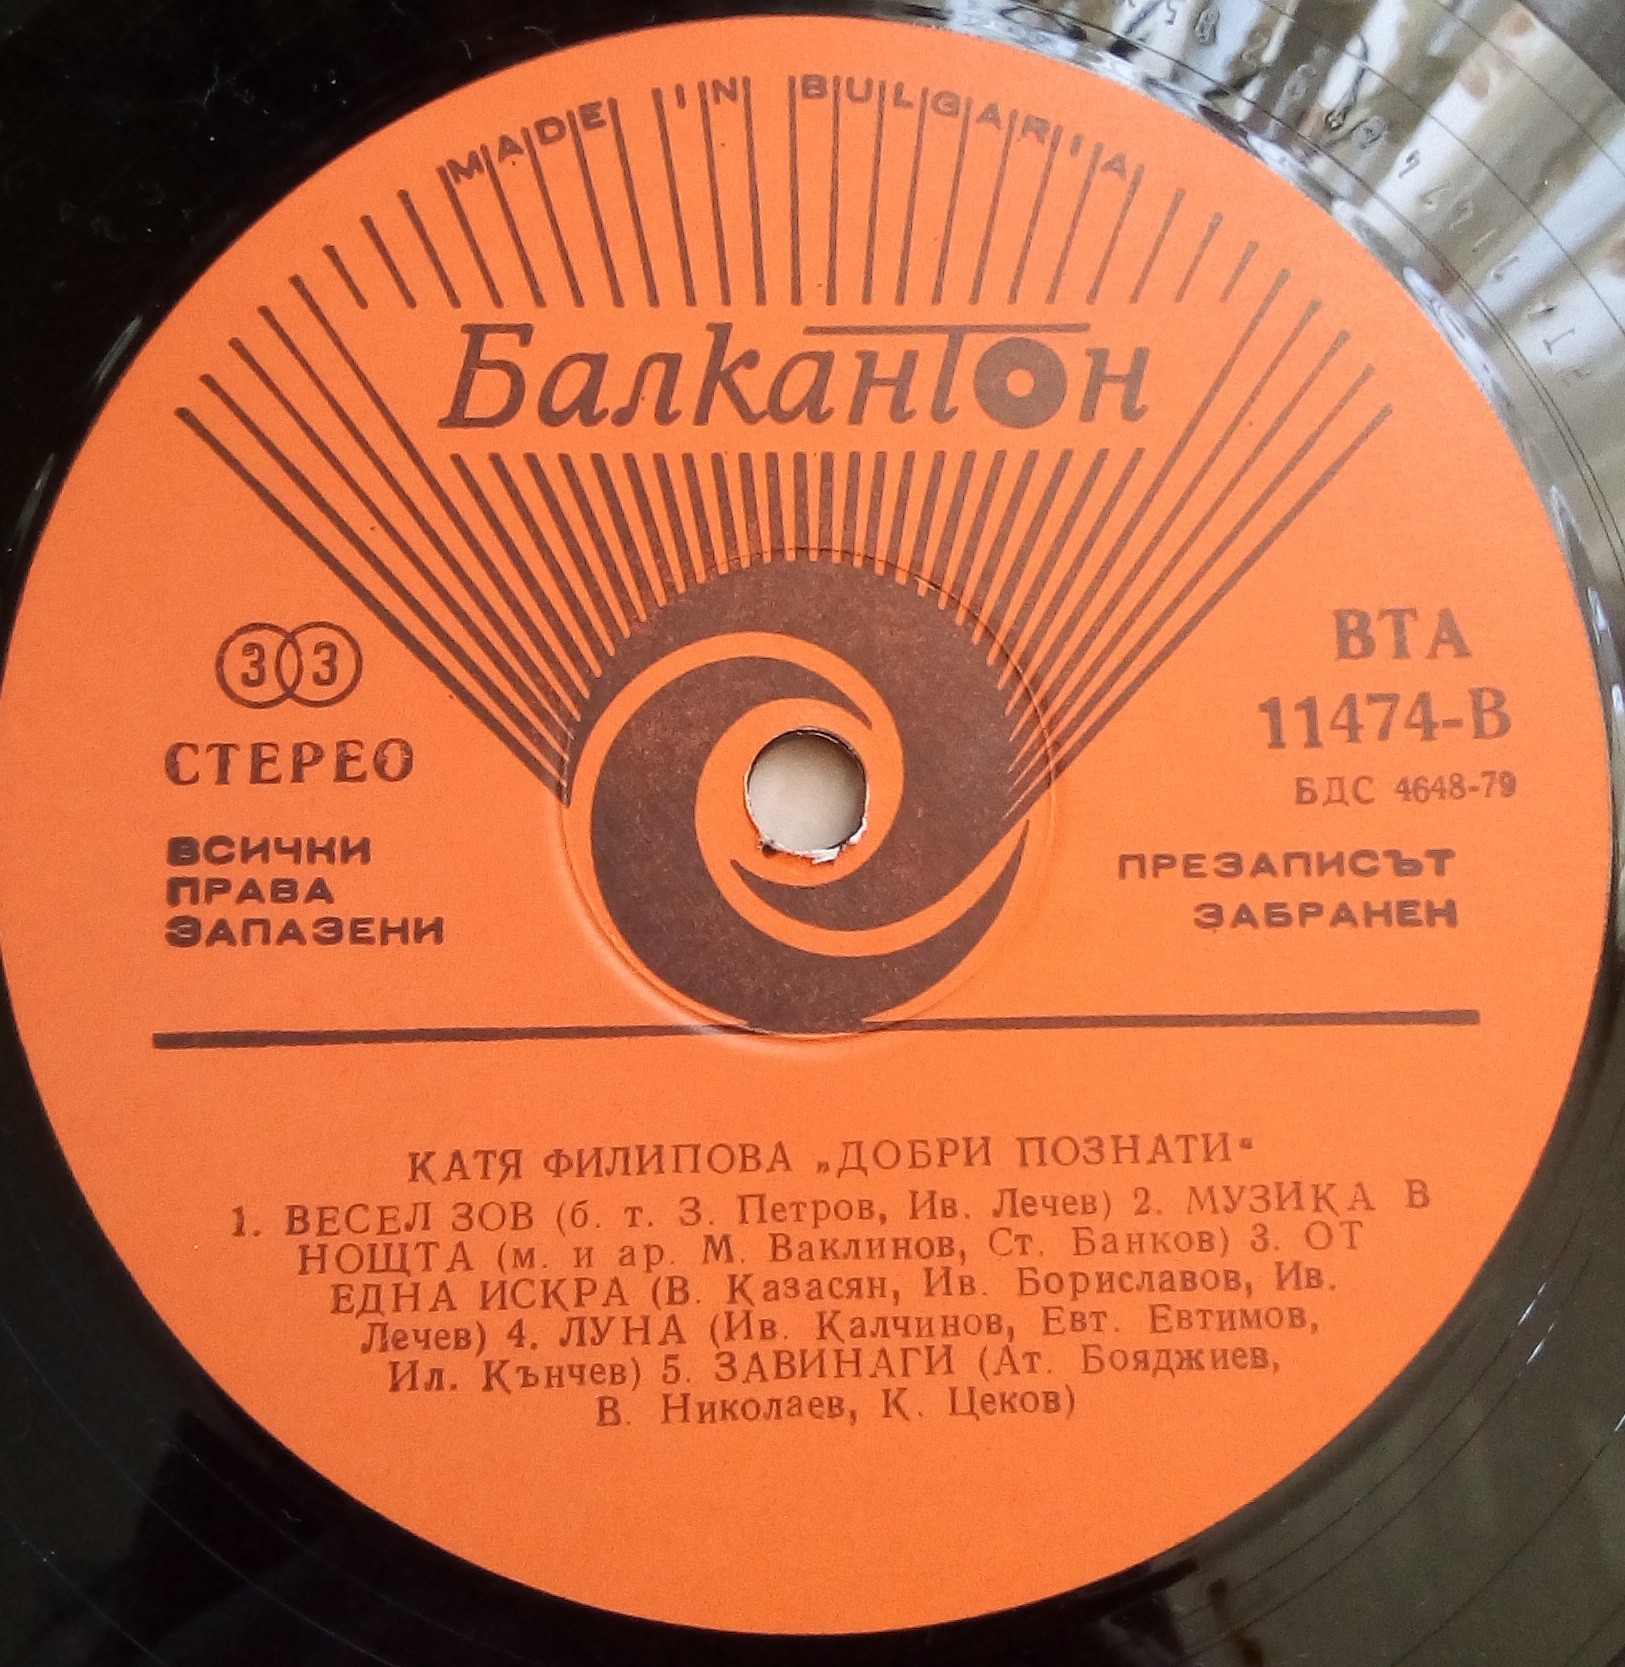 MADE IN BULGARIA
Балкантон
33
СТЕРЕО
ВСИЧКИ
ПРАВА
ЗАПАЗЕНИ
ВТА
11474-В
БДС 4648-79
ПРЕЗАПИСЪТ
ЗАБРАНЕН
КАТЯ ФИЛИПОВА „ДОБРИ ПОЗНАТИ“
1. ВЕСЕЛ ЗОВ (б. т. З. Петров, Ив. Лечев) 2. МУЗИКА В
НОЩТА (м. и ар. М. Ваклинов, Ст. Банков) 3. ОТ
ЕДНА ИСКРА (В. Казасян, Ив. Бориславов, Ив.
Лечев) 4. ЛУНА (Ив. Калчинов, Евт. Евтимов,
Ил. Кънчев) 5. ЗАВИНАГИ (Ат. Бояджиев,
В. Николаев, К. Цеков)